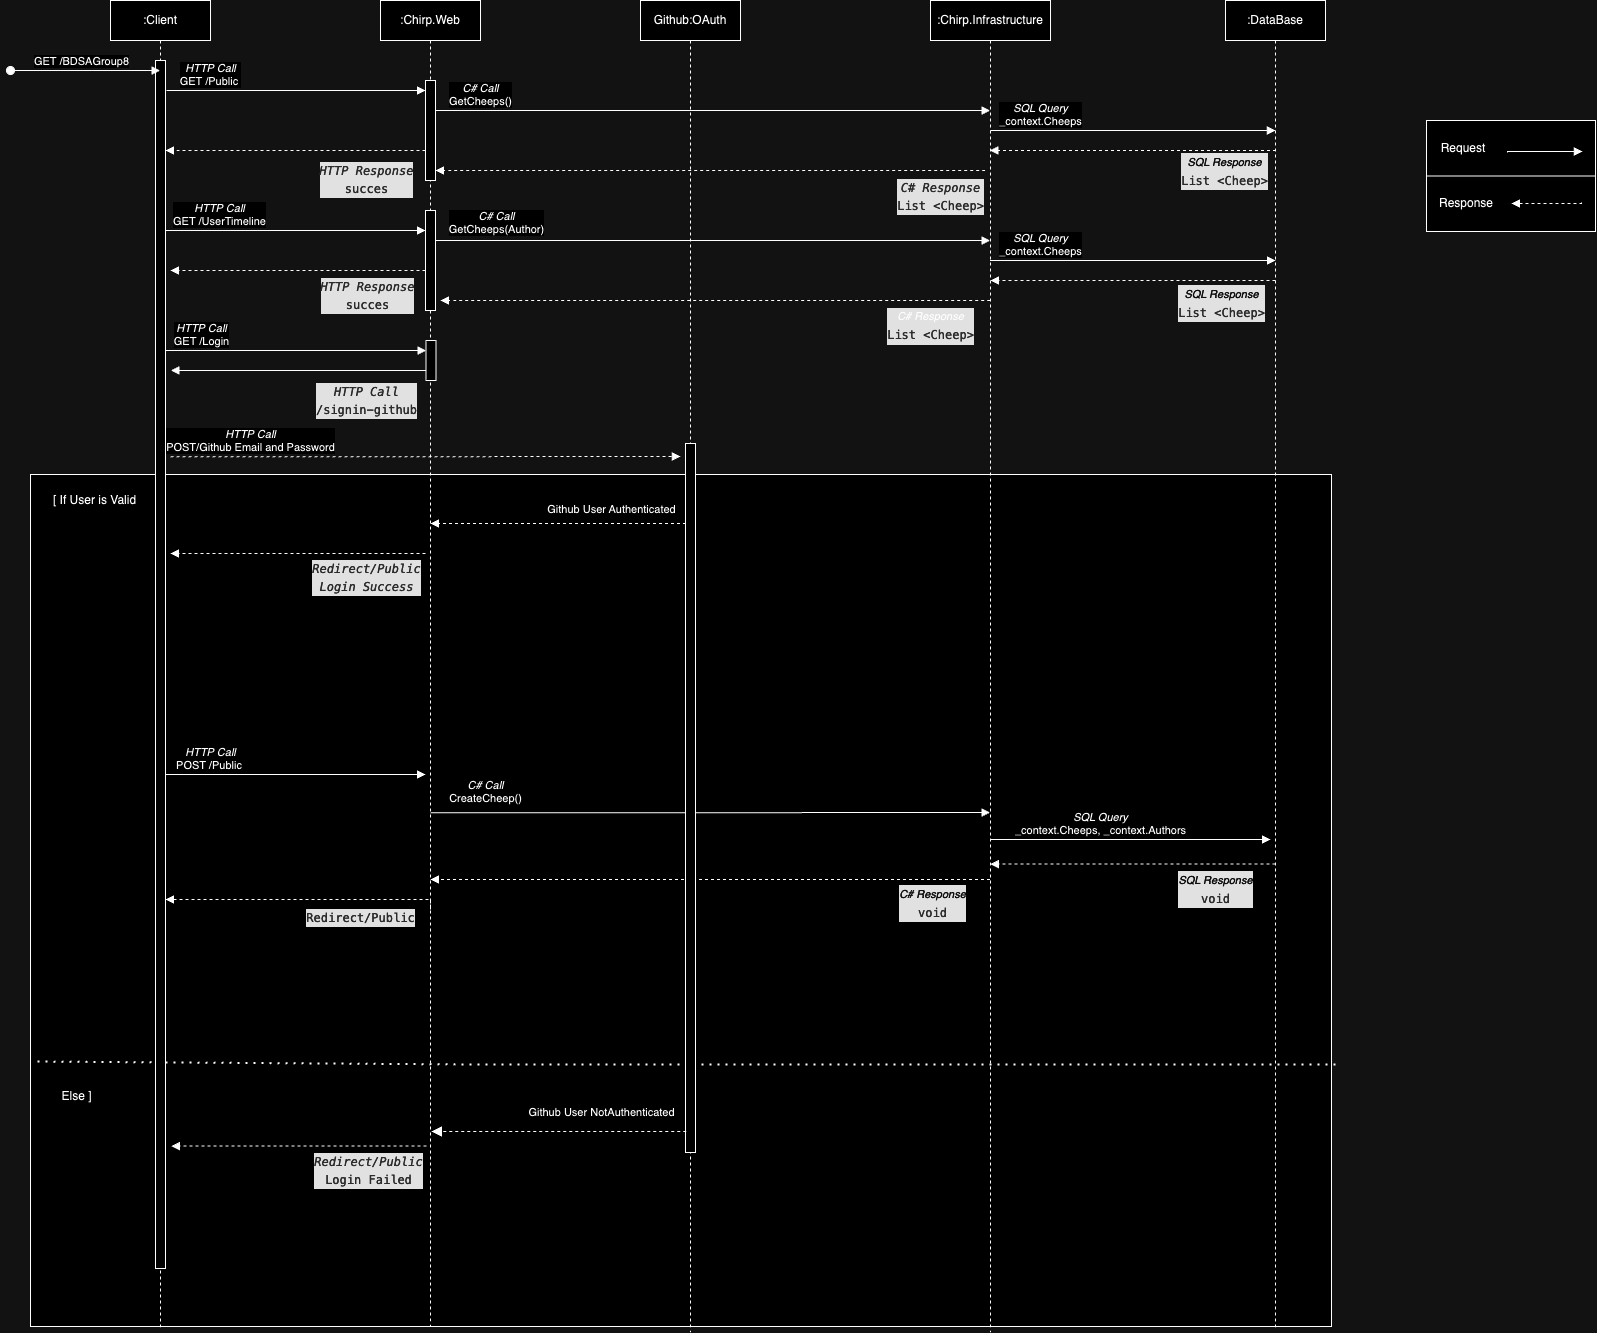 :Client
:Chirp.Web
Github:OAuth
:Chirp.Infrastructure
:DataBase
GET /BDSAGroup8
HTTP Call
GET /Public
C# Call
GetCheeps()
SQL Query
_context.Cheeps
Request
Response
SQL Response
List <Cheep>
HTTP Response
succes
C# Response
List <Cheep>
HTTP Call
GET /UserTimeline
C# Call
GetCheeps(Author)
SQL Query
_context.Cheeps
HTTP Response
succes
SQL Response
List <Cheep>
C# Response
List <Cheep>
HTTP Call
GET /Login
HTTP Call
/signin-github
HTTP Call
POST/Github Email and Password
[ If User is Valid
Github User Authenticated
Redirect/Public
Login Success
HTTP Call
POST /Public
C# Call
CreateCheep()
SQL Query
_context.Cheeps, _context.Authors
SQL Response
void
C# Response
void
Redirect/Public
Else ]
Github User NotAuthenticated
Redirect/Public
Login Failed